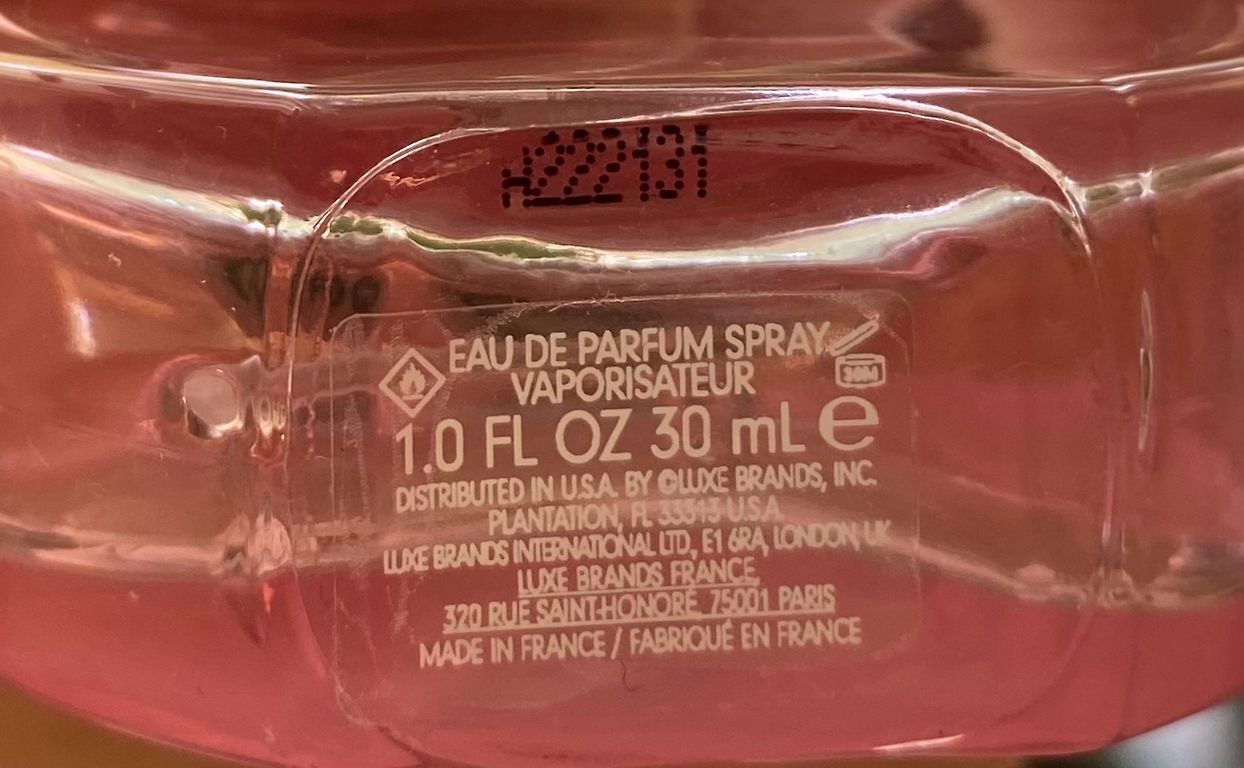 A222131
EAU DE PARFUM SPRAY
VAPORISATEUR
36M
1.0 FL OZ 30 mL e
DISTRIBUTED IN U.S.A. BY ©LUXE BRANDS, INC.
PLANTATION, FL 33313 U.S.A.
LUXE BRANDS INTERNATIONAL LTD, E1 6RA, LONDON, UK
LUXE BRANDS FRANCE,
320 RUE SAINT-HONORÉ, 75001 PARIS
MADE IN FRANCE / FABRIQUÉ EN FRANCE